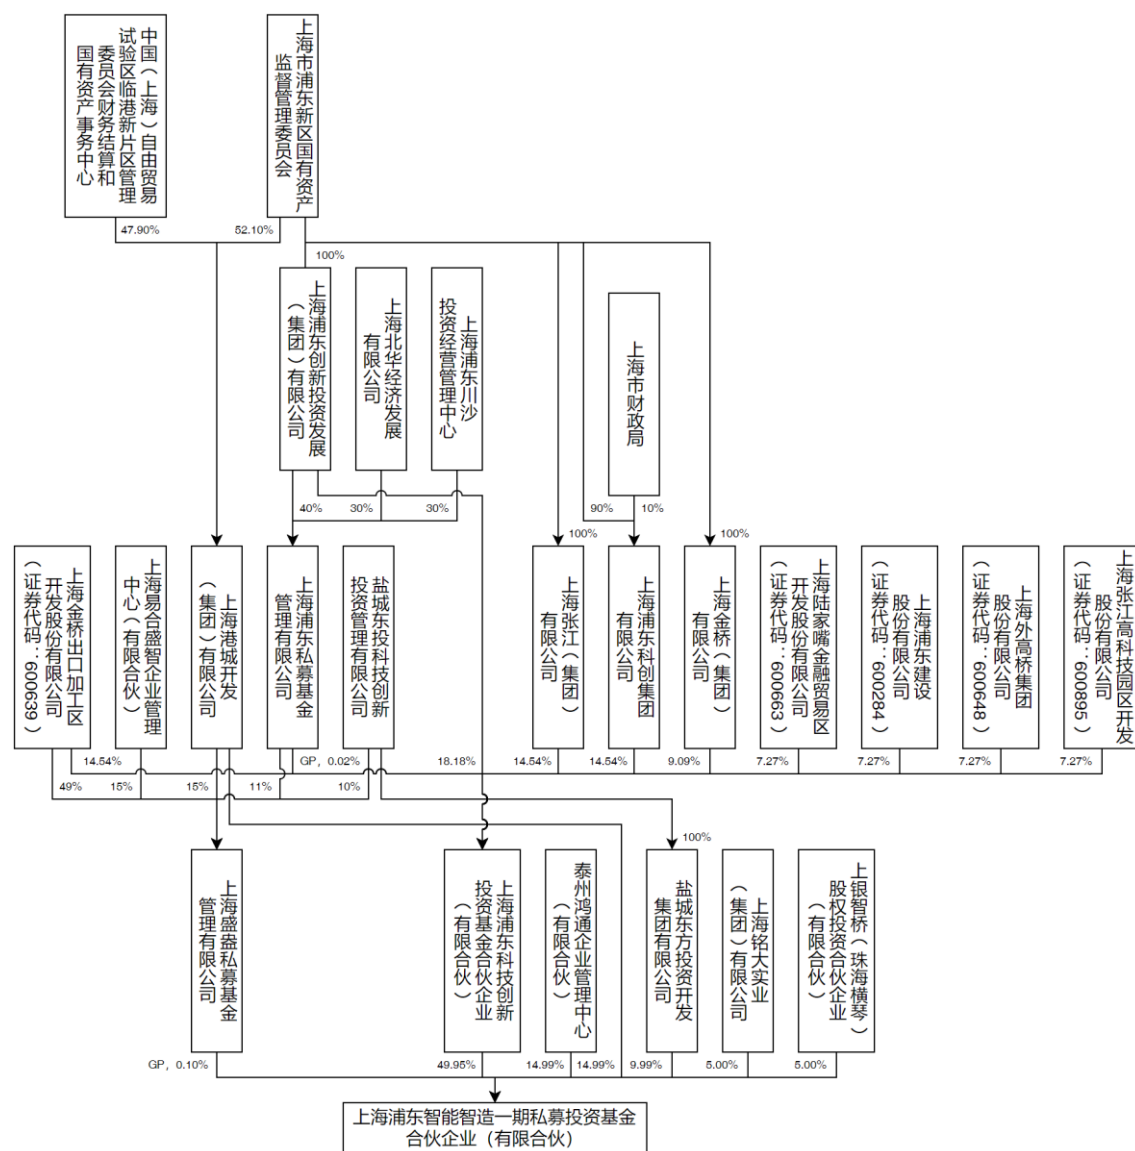 中国（上海）自由贸易
试验区临港新片区管理
委员会财务结算和
国有资产事务中心
上海市浦东新区国有资产
监督管理委员会
47.90%
52.10%
100%
上海浦东创新投资发展
（集团）有限公司
上海北华经济发展
有限公司
上海浦东川沙
投资经营管理中心
上海市财政局
40%
30%
30%
90%
10%
100%
100%
上海金桥出口加工区
开发股份有限公司
（证券代码：600639）
上海易合盛智企业管理
中心（有限合伙）
上海港城开发
（集团）有限公司
上海浦东私募基金
管理有限公司
盐城东投科技创新
投资管理有限公司
上海张江（集团）
有限公司
上海浦东科创集团
有限公司
上海金桥（集团）
有限公司
上海陆家嘴金融贸易区
开发股份有限公司
（证券代码：600663）
上海浦东建设
股份有限公司
（证券代码：600284）
上海外高桥集团
股份有限公司
（证券代码：600648）
上海张江高科技园区开发
股份有限公司
（证券代码：600895）
14.54%
GP，0.02%
18.18%
14.54%
14.54%
9.09%
7.27%
7.27%
7.27%
7.27%
49%
15%
15%
11%
10%
100%
上海盛盎私募基金
管理有限公司
上海浦东科技创新
投资基金合伙企业
（有限合伙）
泰州鸿通企业管理中心
（有限合伙）
盐城东方投资开发
集团有限公司
上海铭大实业
（集团）有限公司
上银智桥（珠海横琴）
股权投资合伙企业
（有限合伙）
GP，0.10%
49.95%
14.99%
14.99%
9.99%
5.00%
5.00%
上海浦东智能智造一期私募投资基金
合伙企业（有限合伙）